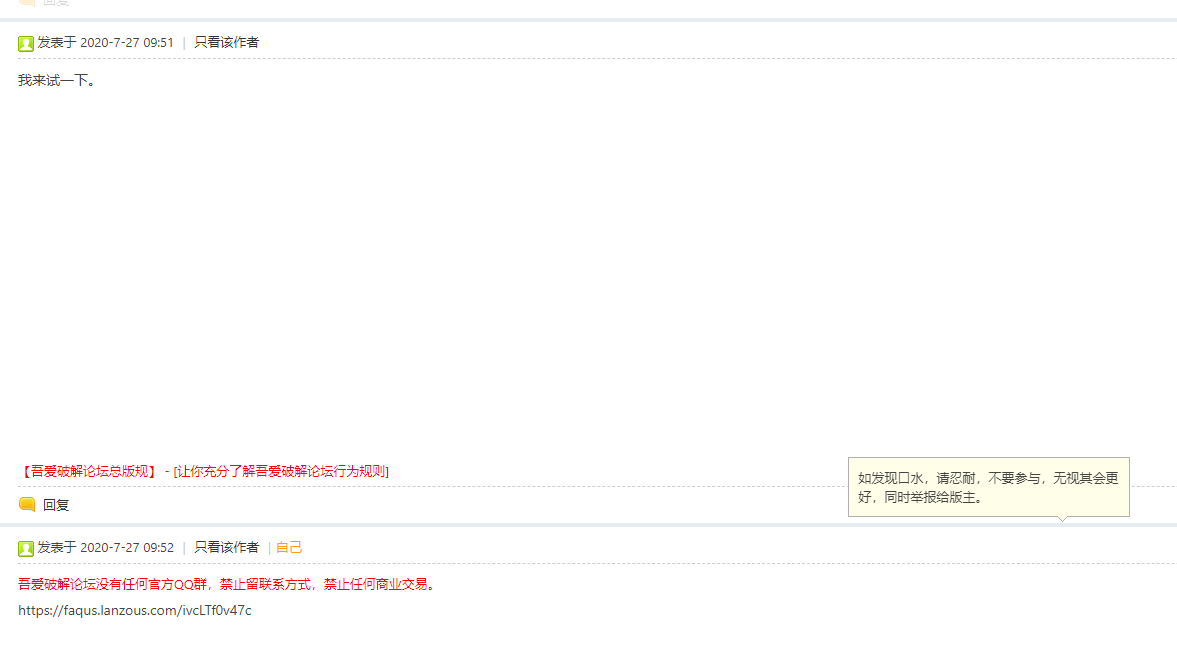 回复
发表于 2020-7-27 09:51 | 只看该作者
我来试一下。
【吾爱破解论坛总版规】 - [让你充分了解吾爱破解论坛行为规则]
如发现口水，请忍耐，不要参与，无视其会更
好，同时举报给版主。
回复
发表于 2020-7-27 09:52 | 只看该作者 | 自己
吾爱破解论坛没有任何官方QQ群，禁止留联系方式，禁止任何商业交易。
https://faqus.lanzous.com/ivcLTf0v47c